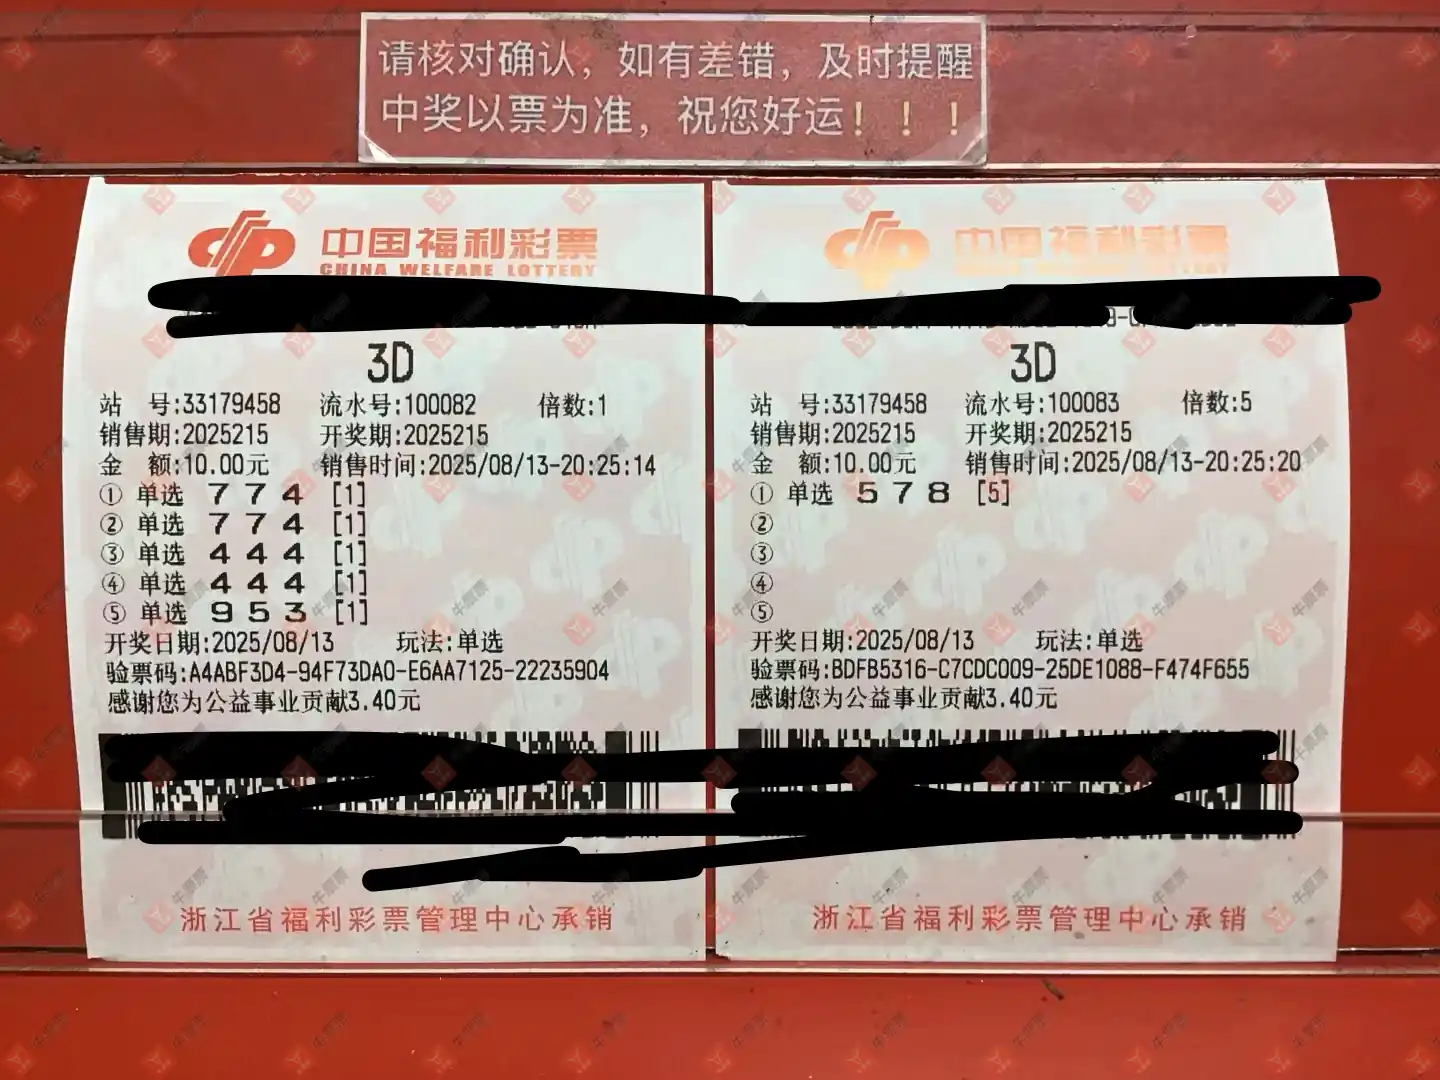 请核对确认，如有差错，及时提醒
中奖以票为准，祝您好运！！！
中国福利彩票
CHINA WELFARE LOTTERY
3D
站 号:33179458 流水号:100082 倍数:1
销售期:2025215 开奖期:2025215
金 额:10.00元 销售时间:2025/08/13-20:25:14
① 单选 7 7 4 [1]
② 单选 7 7 4 [1]
③ 单选 4 4 4 [1]
④ 单选 4 4 4 [1]
⑤ 单选 9 5 3 [1]
开奖日期:2025/08/13 玩法:单选
验票码:A4ABF3D4-94F73DA0-E6AA7125-22235904
感谢您为公益事业贡献3.40元
浙江省福利彩票管理中心承销
中国福利彩票
3D
站 号:33179458 流水号:100083 倍数:5
销售期:2025215 开奖期:2025215
金 额:10.00元 销售时间:2025/08/13-20:25:20
① 单选 5 7 8 [5]
②
③
④
⑤
开奖日期:2025/08/13 玩法:单选
验票码:BDFB5316-C7CDC009-25DE1088-F474F655
感谢您为公益事业贡献3.40元
浙江省福利彩票管理中心承销